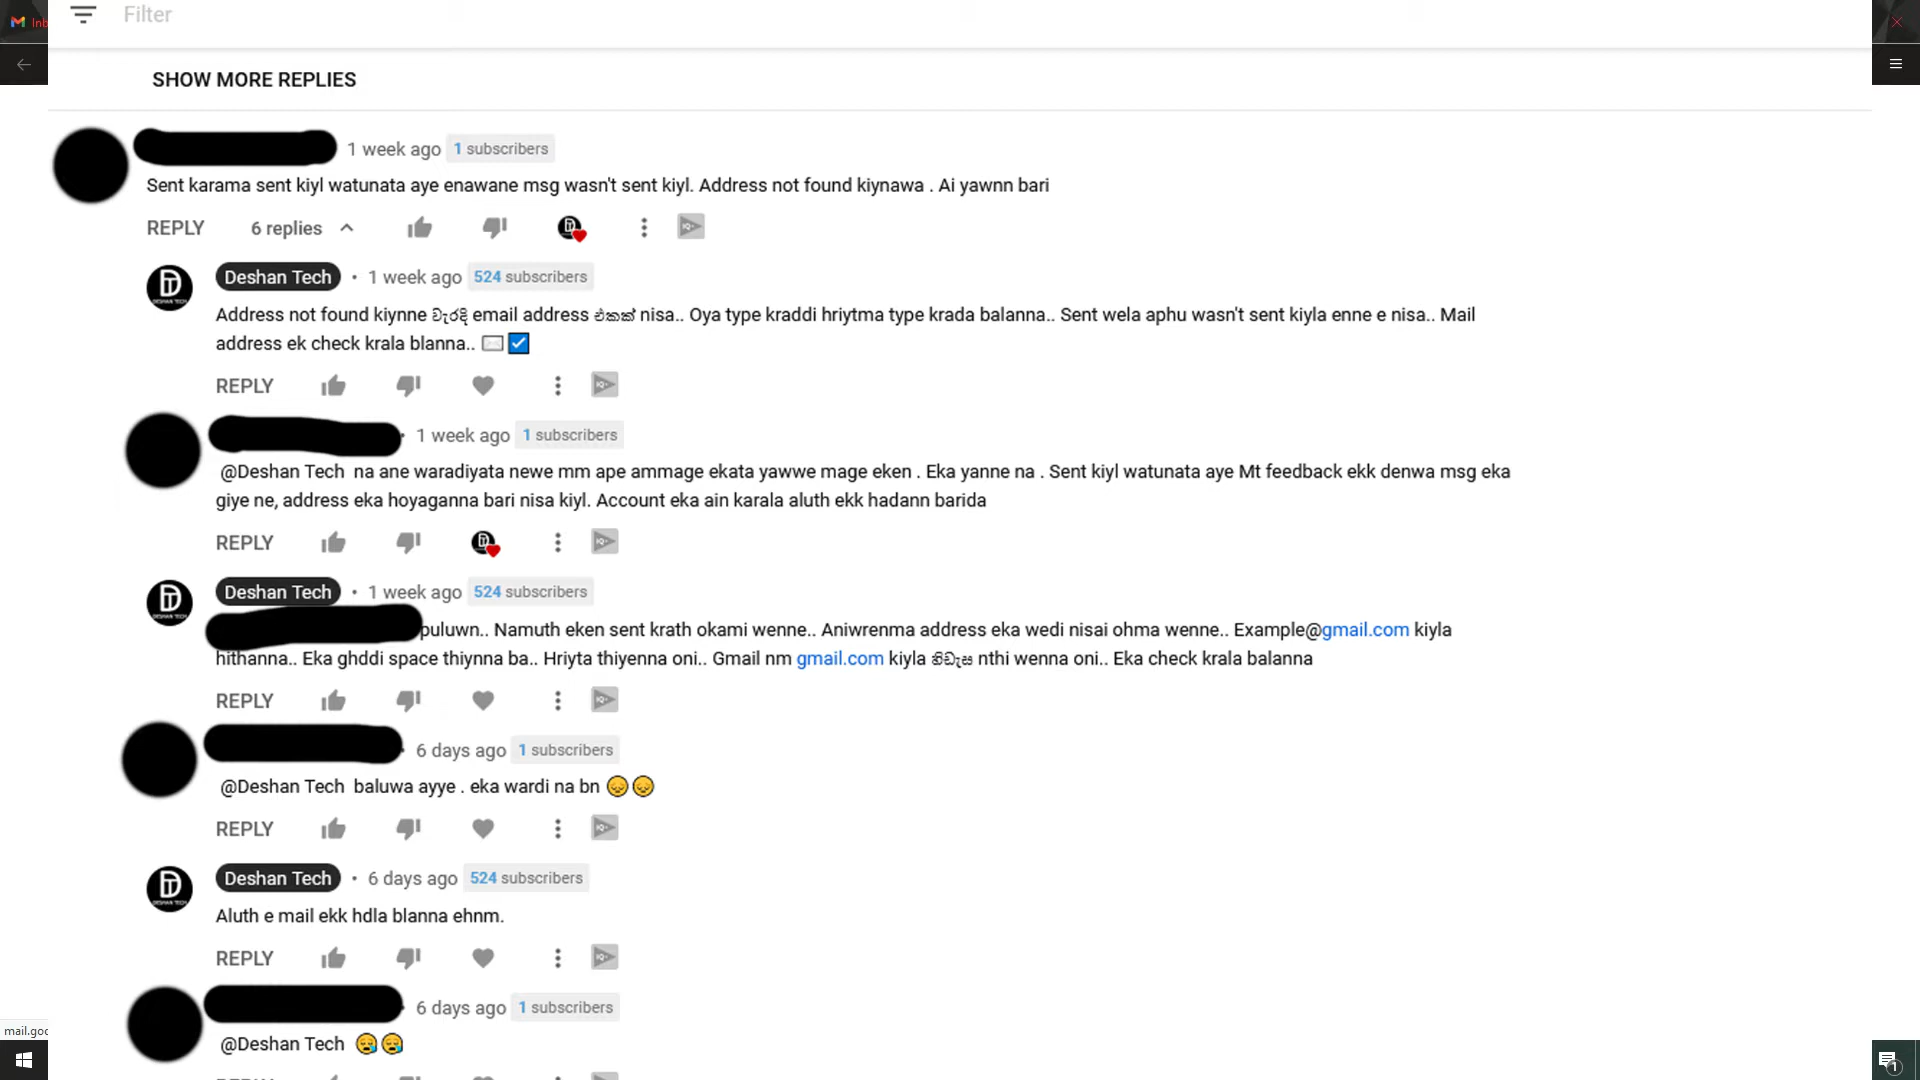 Inb
Filter
SHOW MORE REPLIES
1 week ago 1 subscribers
Sent karama sent kiyl watunata aye enawane msg wasn't sent kiyl. Address not found kiynawa . Ai yawnn bari
REPLY 6 replies
Deshan Tech • 1 week ago 524 subscribers
Address not found kiynne වැරදි email address එකක් nisa.. Oya type kraddi hriytma type krada balanna.. Sent wela aphu wasn't sent kiyla enne e nisa.. Mail
address ek check krala blanna.. ✉️☑️
REPLY
1 week ago 1 subscribers
@Deshan Tech na ane waradiyata newe mm ape ammage ekata yawwe mage eken . Eka yanne na . Sent kiyl watunata aye Mt feedback ekk denwa msg eka
giye ne, address eka hoyaganna bari nisa kiyl. Account eka ain karala aluth ekk hadann barida
REPLY
Deshan Tech • 1 week ago 524 subscribers
puluwn.. Namuth eken sent krath okami wenne.. Aniwrenma address eka wedi nisai ohma wenne.. Example@gmail.com kiyla
hithanna.. Eka ghddi space thiynna ba.. Hriyta thiyenna oni.. Gmail nm gmail.com kiyla හිඩැස nthi wenna oni.. Eka check krala balanna
REPLY
6 days ago 1 subscribers
@Deshan Tech baluwa ayye . eka wardi na bn 😞😞
REPLY
Deshan Tech • 6 days ago 524 subscribers
Aluth e mail ekk hdla blanna ehnm.
REPLY
6 days ago 1 subscribers
mail.goo
@Deshan Tech 😪😪
1